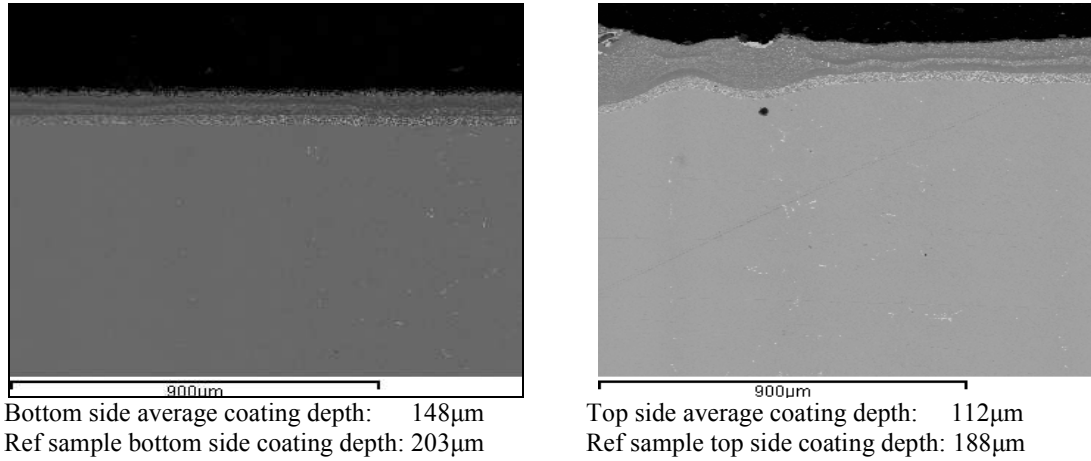 900μm
900μm
Bottom side average coating depth: 148μm
Ref sample bottom side coating depth: 203μm
Top side average coating depth: 112μm
Ref sample top side coating depth: 188μm